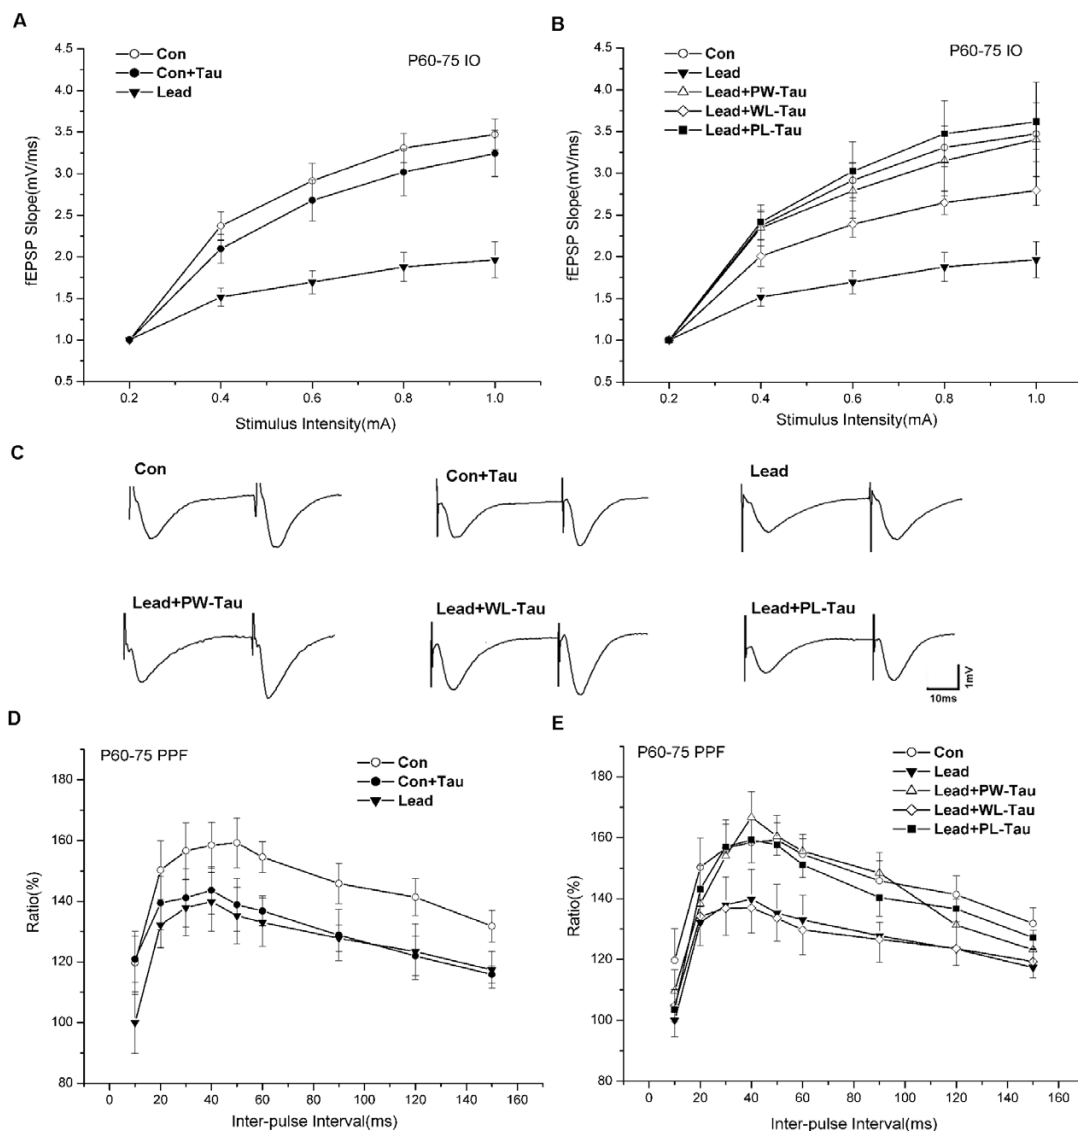 A
P60-75 IO
Con
Con+Tau
Lead
fEPSP Slope(mV/ms)
4.5
4.0
3.5
3.0
2.5
2.0
1.5
1.0
0.5
0.2
0.4
0.6
0.8
1.0
Stimulus Intensity(mA)
B
P60-75 IO
Con
Lead
Lead+PW-Tau
Lead+WL-Tau
Lead+PL-Tau
fEPSP Slope(mV/ms)
4.5
4.0
3.5
3.0
2.5
2.0
1.5
1.0
0.5
0.2
0.4
0.6
0.8
1.0
Stimulus Intensity(mA)
C
Con
Con+Tau
Lead
Lead+PW-Tau
Lead+WL-Tau
Lead+PL-Tau
1mV
10ms
D
P60-75 PPF
Con
Con+Tau
Lead
Ratio(%)
180
160
140
120
100
80
0
20
40
60
80
100
120
140
160
Inter-pulse Interval(ms)
E
P60-75 PPF
Con
Lead
Lead+PW-Tau
Lead+WL-Tau
Lead+PL-Tau
Ratio(%)
180
160
140
120
100
80
0
20
40
60
80
100
120
140
160
Inter-pulse Interval(ms)